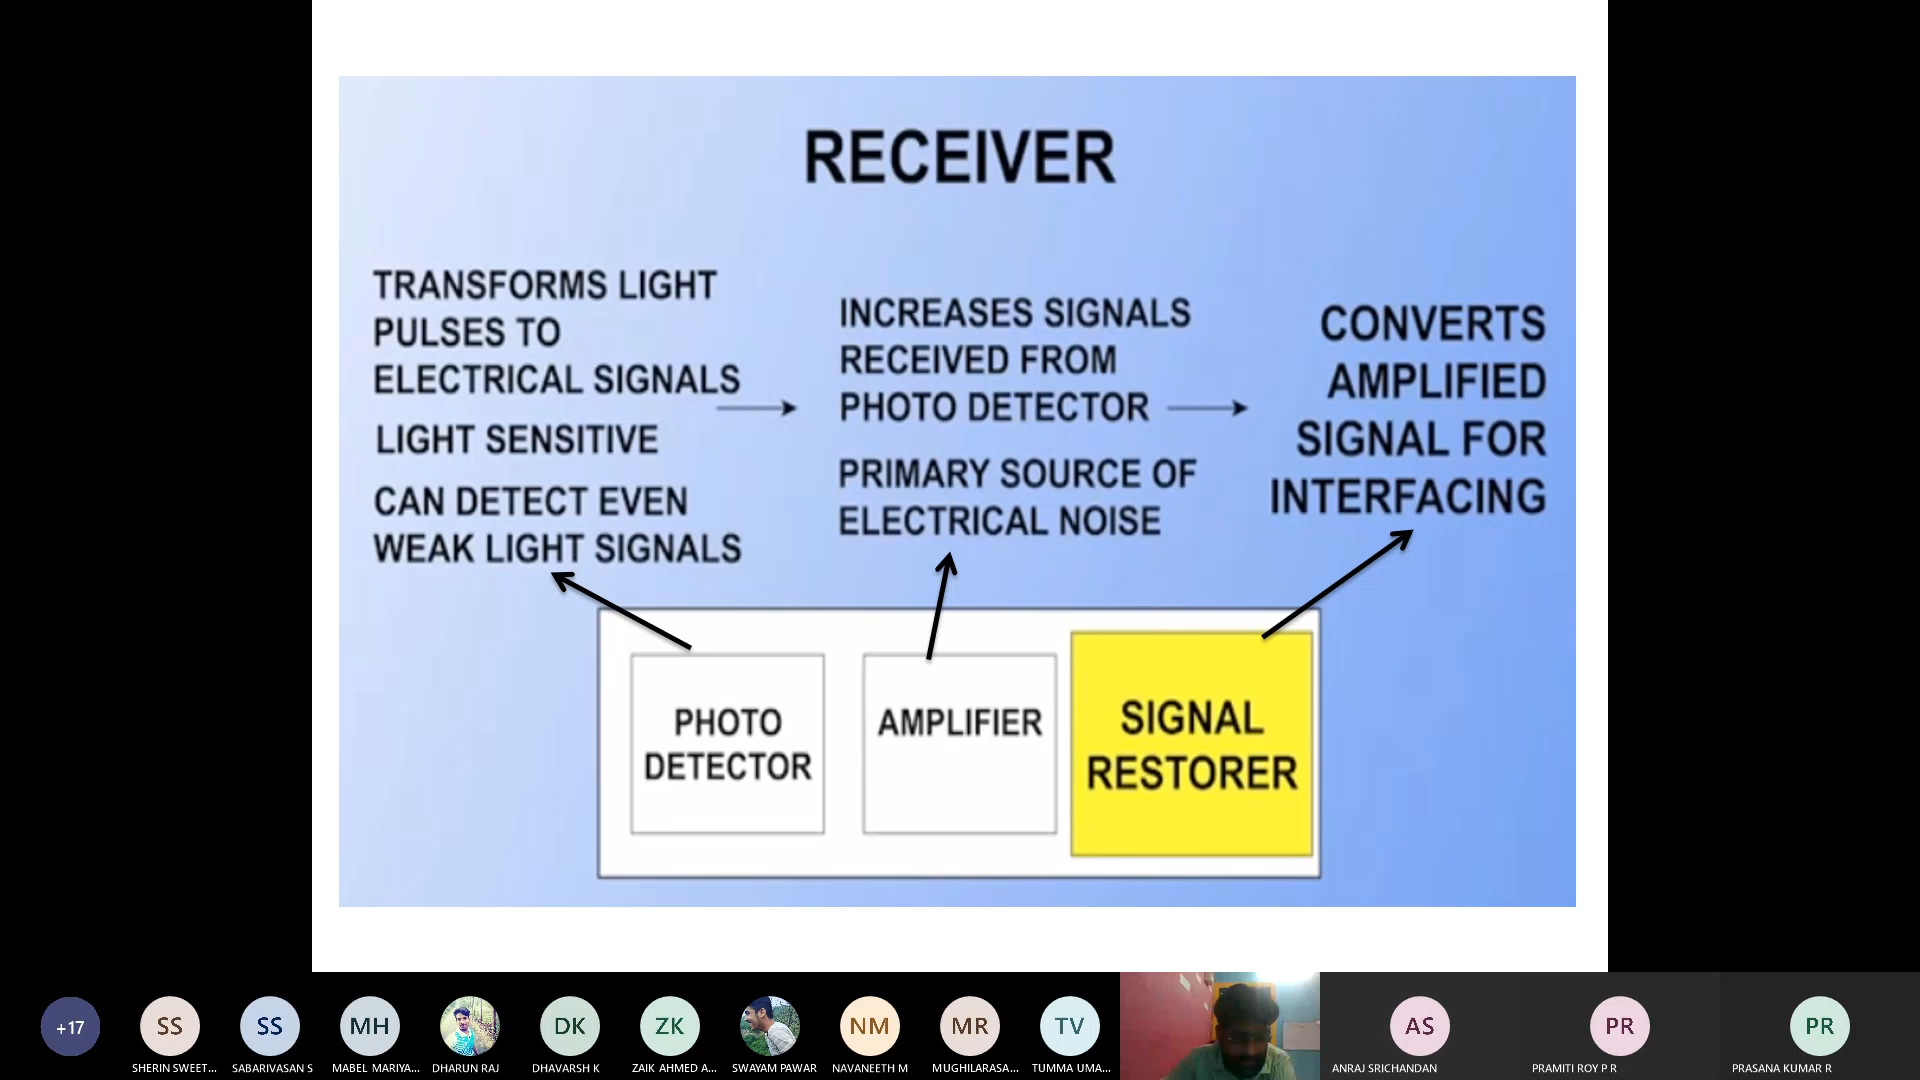 RECEIVER
TRANSFORMS LIGHT
PULSES TO
ELECTRICAL SIGNALS
LIGHT SENSITIVE
CAN DETECT EVEN
WEAK LIGHT SIGNALS
INCREASES SIGNALS
RECEIVED FROM
PHOTO DETECTOR
PRIMARY SOURCE OF
ELECTRICAL NOISE
CONVERTS
AMPLIFIED
SIGNAL FOR
INTERFACING
PHOTO
DETECTOR
AMPLIFIER
SIGNAL
RESTORER
+17
SS
SHERIN SWEET...
SS
SABARIVASAN S
MH
MABEL MARIYA...
DHARUN RAJ
DK
DHAVARSH K
ZK
ZAIK AHMED A...
SWAYAM PAWAR
NM
NAVANEETH M
MR
MUGHILARASA...
TV
TUMMA UMA...
AS
ANRAJ SRICHANDAN
PR
PRAMITI ROY P R
PR
PRASANA KUMAR R